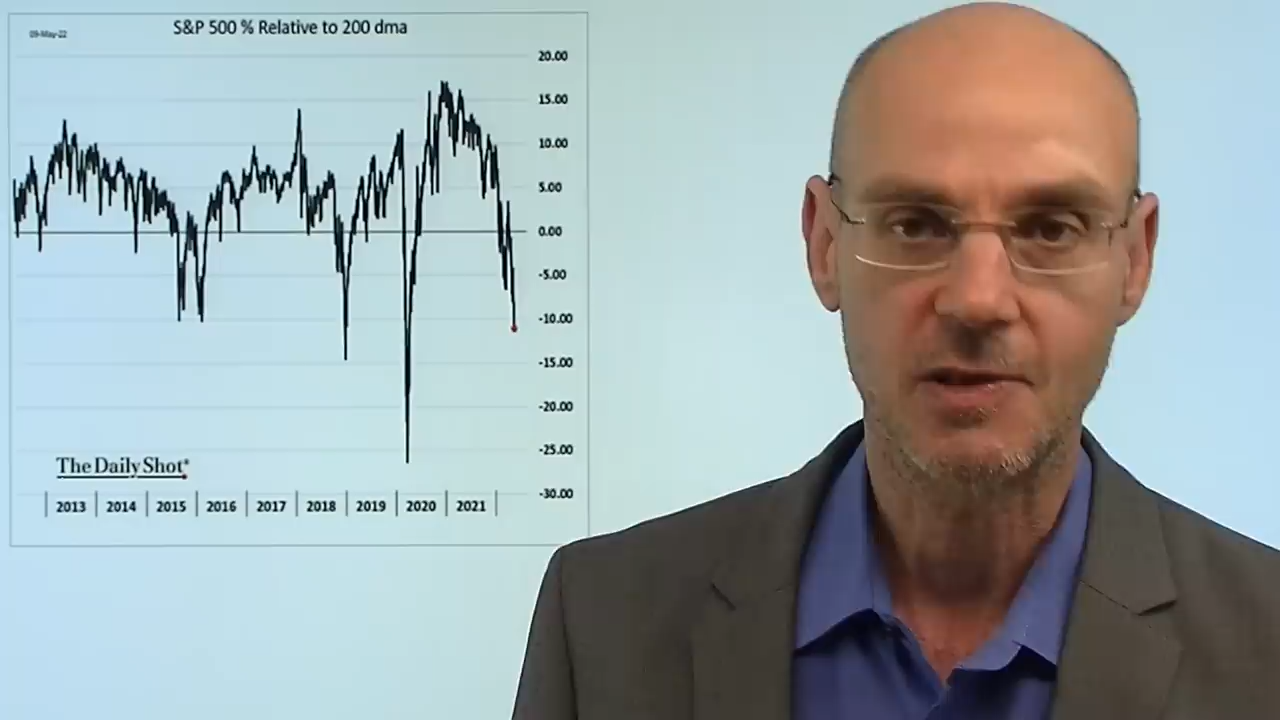 S&P 500 % Relative to 200 dma
09-May-22
20.00
15.00
10.00
5.00
0.00
-5.00
-10.00
-15.00
-20.00
-25.00
-30.00
The Daily Shot®
2013 2014 2015 2016 2017 2018 2019 2020 2021